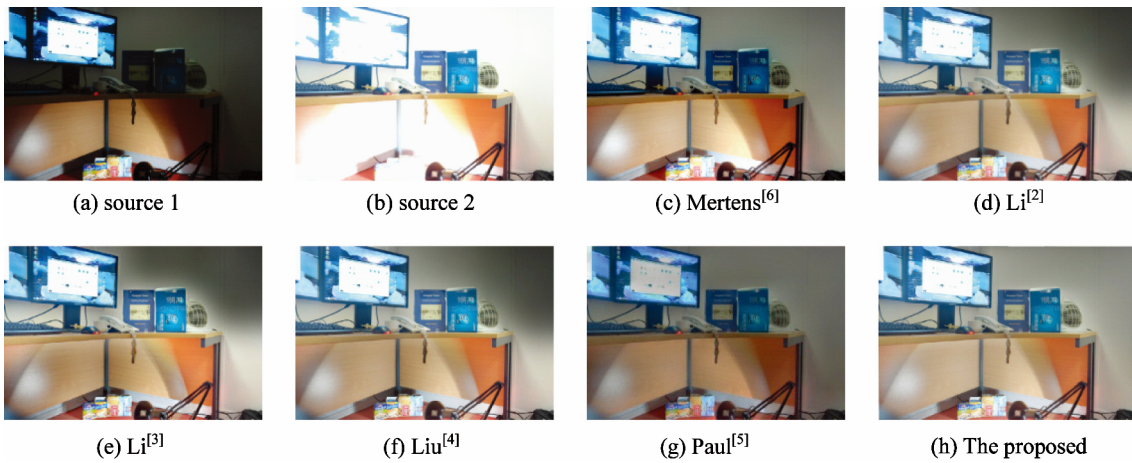 (a) source 1
(b) source 2
(c) Mertens[6]
(d) Li[2]
(e) Li[3]
(f) Liu[4]
(g) Paul[5]
(h) The proposed